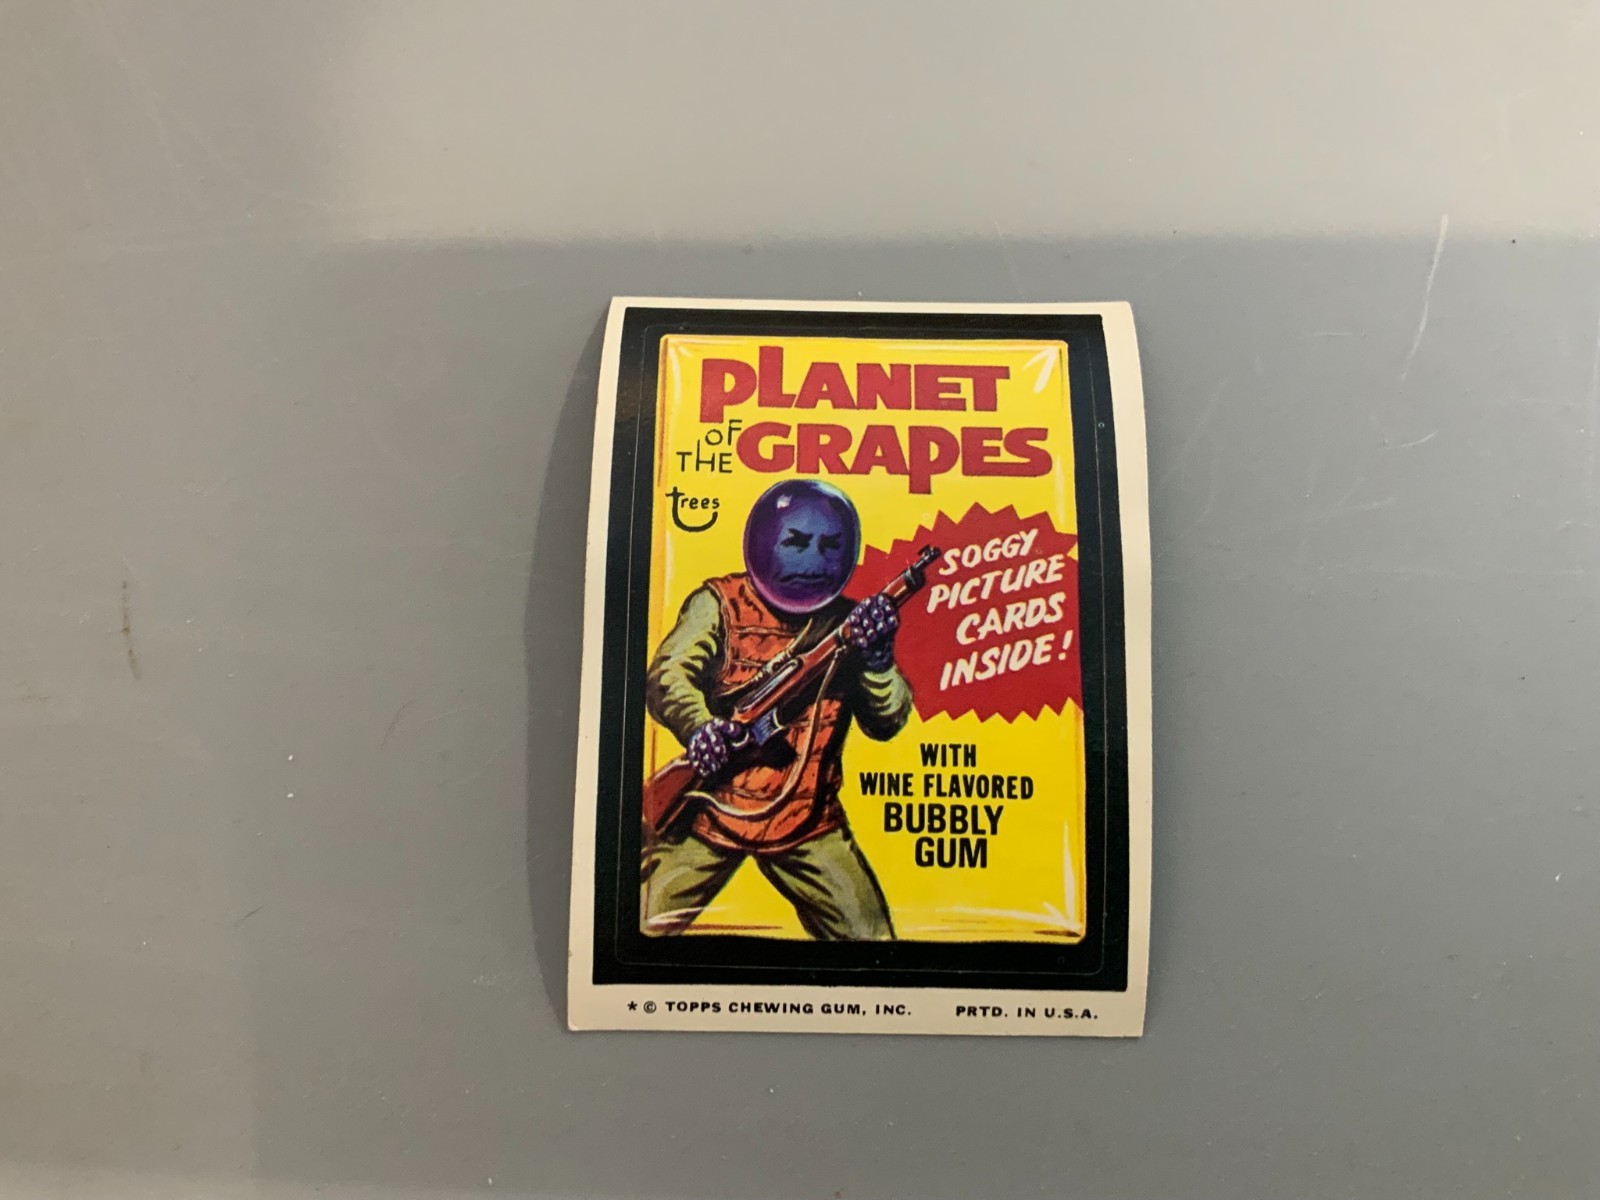 PLANET
OF
THE GRAPES
trees
SOGGY
PICTURE
CARDS
INSIDE!
WITH
WINE FLAVORED
BUBBLY
GUM
* © TOPPS CHEWING GUM, INC. PRTD. IN U.S.A.